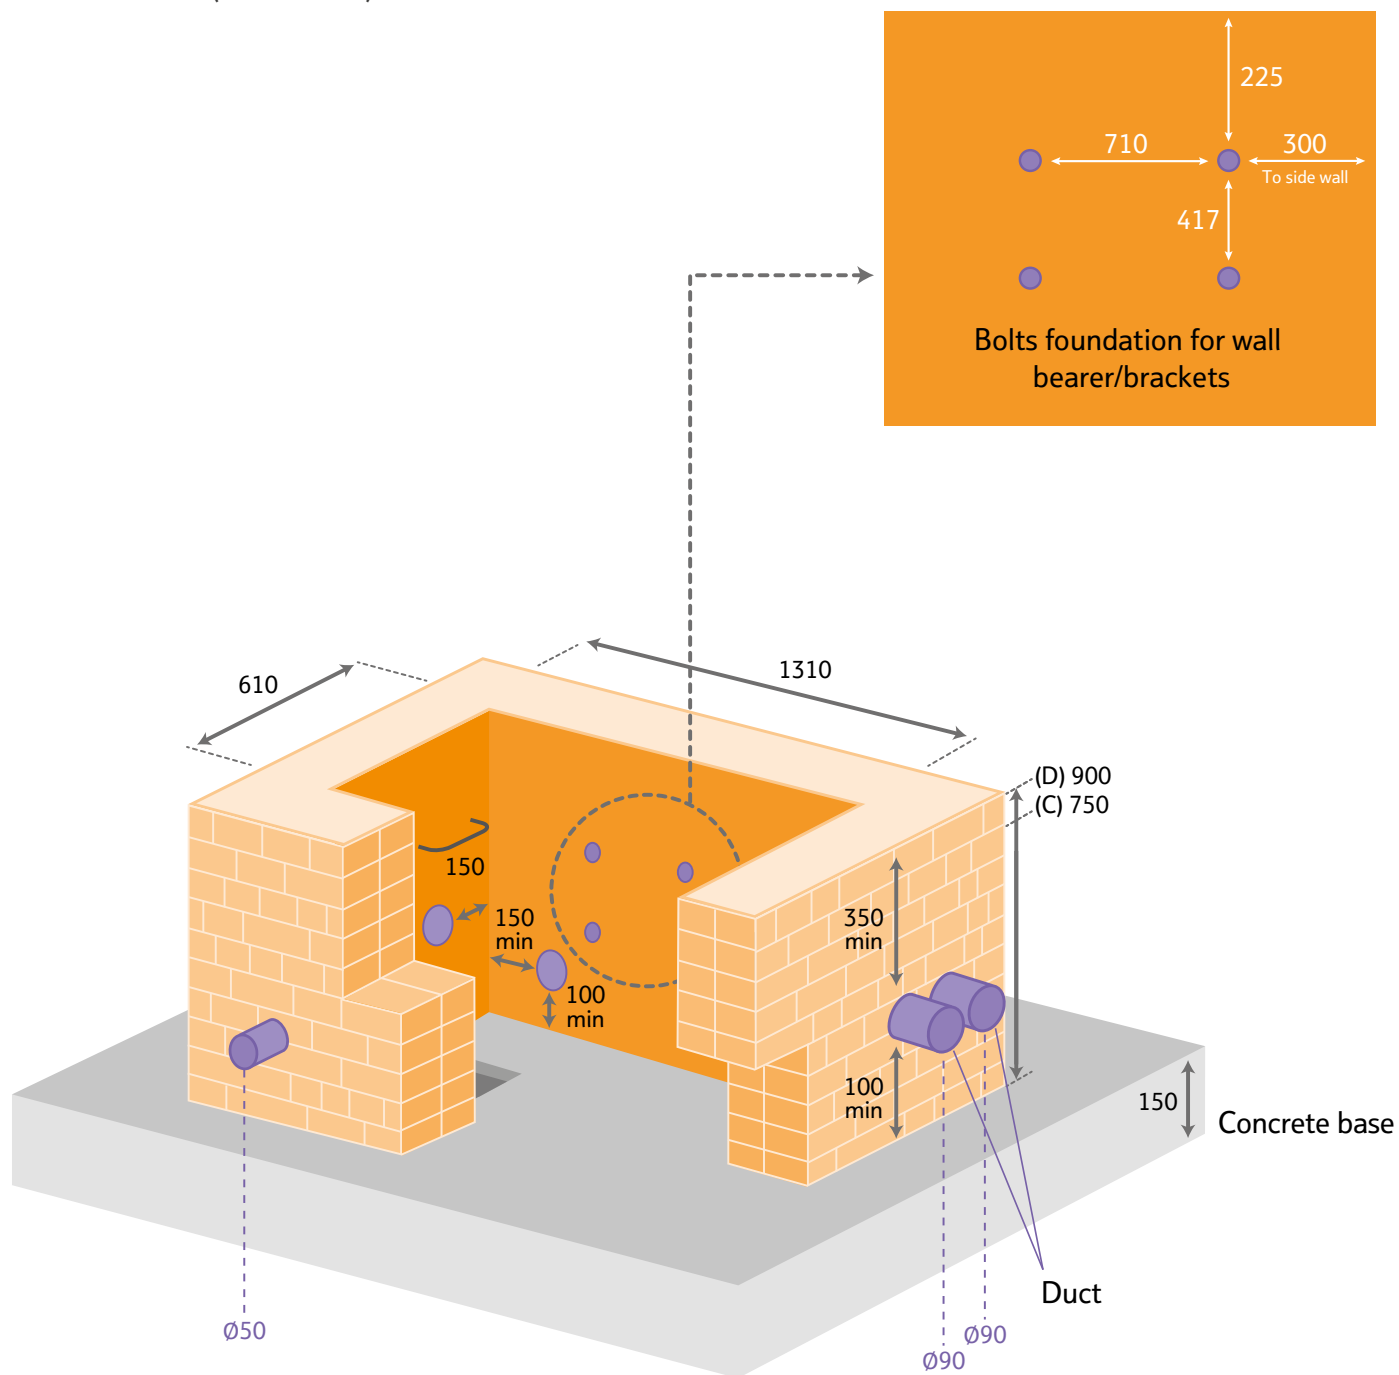 225
710
300
To side wall
417
Bolts foundation for wall
bearer/brackets
610
1310
(D) 900
(C) 750
150
150
min
100
min
350
min
100
min
150
Concrete base
Duct
Ø50
Ø90
Ø90